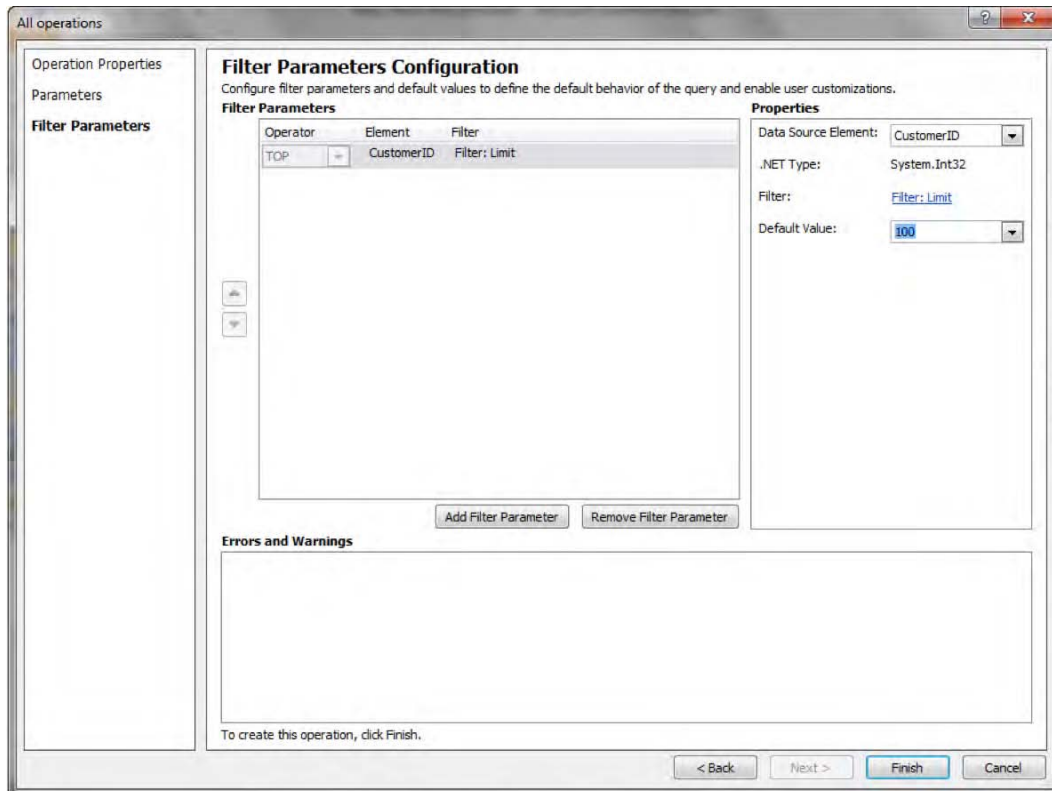 All operations
Operation Properties
Parameters
Filter Parameters
Filter Parameters Configuration
Configure filter parameters and default values to define the default behavior of the query and enable user customizations.
Filter Parameters
Operator Element Filter
TOP CustomerID Filter: Limit
Add Filter Parameter Remove Filter Parameter
Properties
Data Source Element: CustomerID
.NET Type: System.Int32
Filter: Filter: Limit
Default Value: 100
Errors and Warnings
To create this operation, click Finish.
< Back Next > Finish Cancel